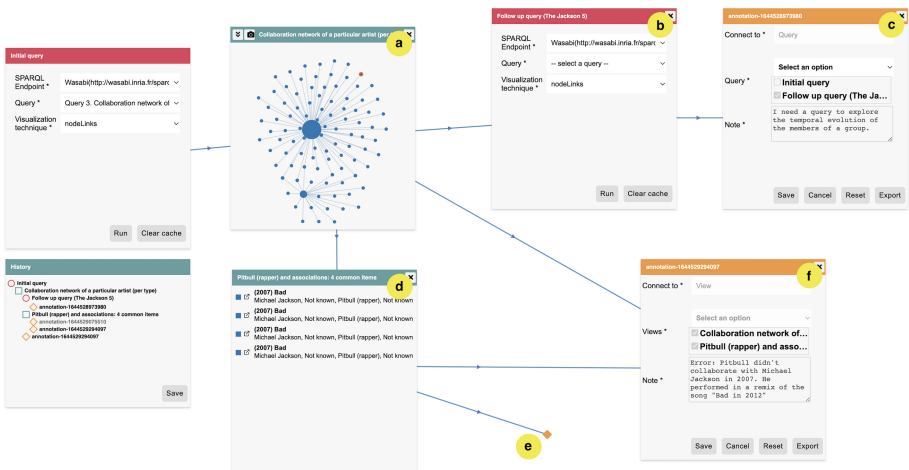 Initial query
SPARQL
Endpoint *
Wasabi(http://wasabi.inria.fr/sparc
Query *
Query 3. Collaboration network of
Visualization
technique *
nodeLinks
Run
Clear cache
Collaboration network of a particular artist (per
a
Follow up query (The Jackson 5)
b
SPARQL
Endpoint *
Wasabi(http://wasabi.inria.fr/sparc
Query *
-- select a query --
Visualization
technique *
nodeLinks
Run
Clear cache
annotation-1644528973980
c
Connect to *
Query
Select an option
Query *
Initial query
Follow up query (The Ja...
Note *
I need a query to explore
the temporal evolution of
the members of a group.
Save
Cancel
Reset
Export
History
Initial query
Collaboration network of a particular artist (per type)
Follow up query (The Jackson 5)
annotation-1644528973980
Pitbull (rapper) and associations: 4 common items
annotation-1644529075510
annotation-1644529294097
annotation-1644529294097
Save
Pitbull (rapper) and associations: 4 common items
d
(2007) Bad
Michael Jackson, Not known, Pitbull (rapper), Not known
(2007) Bad
Michael Jackson, Not known, Pitbull (rapper), Not known
(2007) Bad
Michael Jackson, Not known, Pitbull (rapper), Not known
(2007) Bad
Michael Jackson, Not known, Pitbull (rapper), Not known
e
annotation-1644529294097
f
Connect to *
View
Select an option
Views *
Collaboration network of...
Pitbull (rapper) and asso...
Note *
Error: Pitbull didn't
collaborate with Michael
Jackson in 2007. He
performed in a remix of the
song "Bad in 2012"
Save
Cancel
Reset
Export